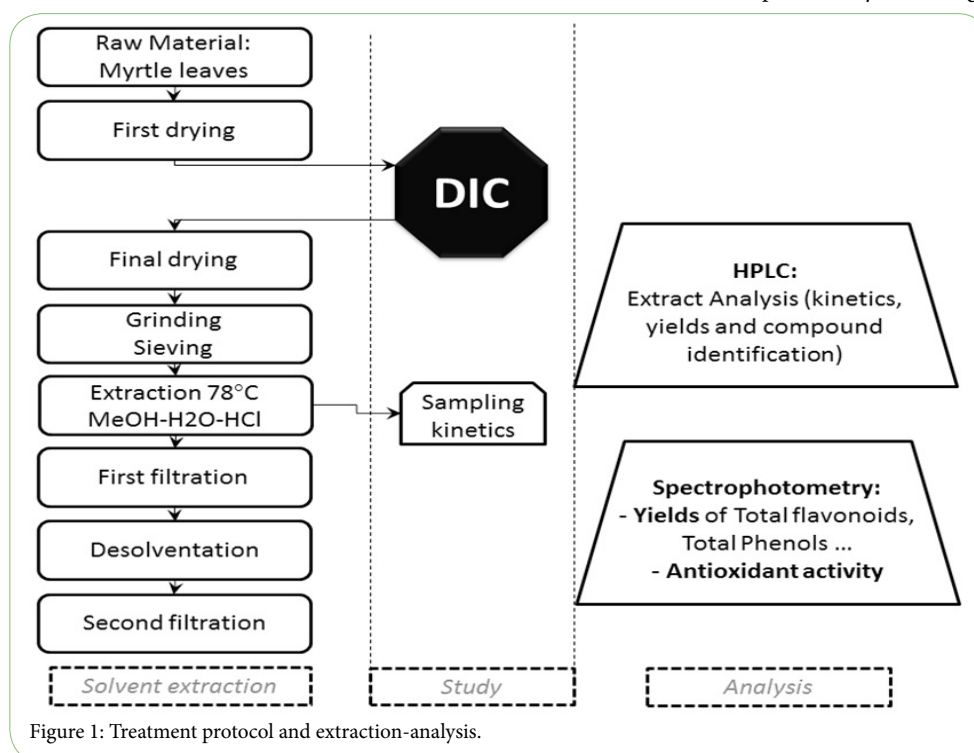 Raw Material:
Myrtle leaves
First drying
DIC
Final drying
Grinding
Sieving
Extraction 78°C
MeOH-H2O-HCl
Sampling
kinetics
First filtration
Desolventation
Second filtration
HPLC:
Extract Analysis (kinetics,
yields and compound
identification)
Spectrophotometry:
- Yields of Total flavonoids,
Total Phenols ...
- Antioxidant activity
Solvent extraction
Study
Analysis
Figure 1: Treatment protocol and extraction-analysis.